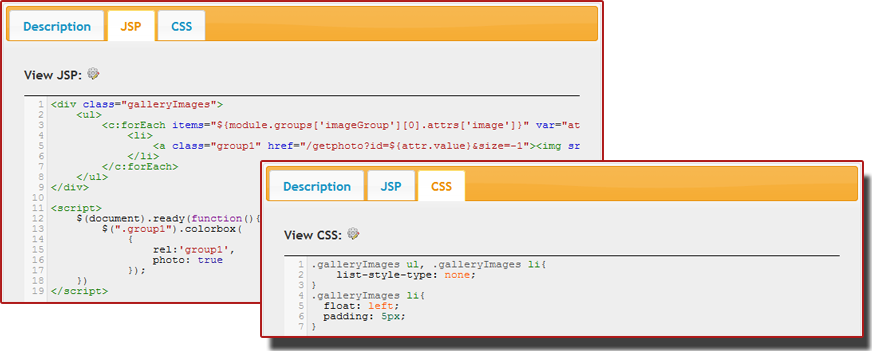 Description JSP CSS
View JSP:
1 <div class="galleryImages">
2     <ul>
3         <c:forEach items="${module.groups['imageGroup'][0].attrs['image']}" var="at
4             <li>
5                 <a class="group1" href="/getphoto?id=${attr.value}&size=-1"><img sr
6             </li>
7         </c:forEach>
8     </ul>
9 </div>
10
11 <script>
12     $(document).ready(function(){
13         $(".group1").colorbox(
14             {
15                 rel:'group1',
16                 photo: true
17             });
18     })
19 </script>
Description JSP CSS
View CSS:
1 .galleryImages ul, .galleryImages li{
2     list-style-type: none;
3 }
4 .galleryImages li{
5   float: left;
6   padding: 5px;
7 }